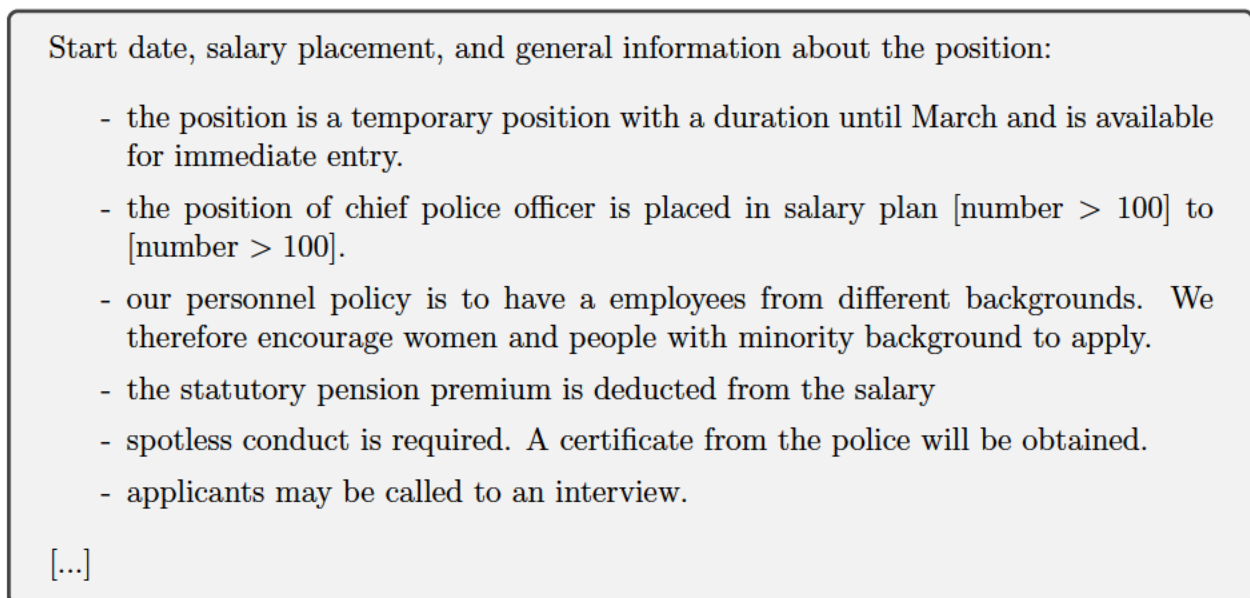 Start date, salary placement, and general information about the position:
- the position is a temporary position with a duration until March and is available
for immediate entry.
- the position of chief police officer is placed in salary plan [number > 100] to
[number > 100].
- our personnel policy is to have a employees from different backgrounds. We
therefore encourage women and people with minority background to apply.
- the statutory pension premium is deducted from the salary
- spotless conduct is required. A certificate from the police will be obtained.
- applicants may be called to an interview.
[...]